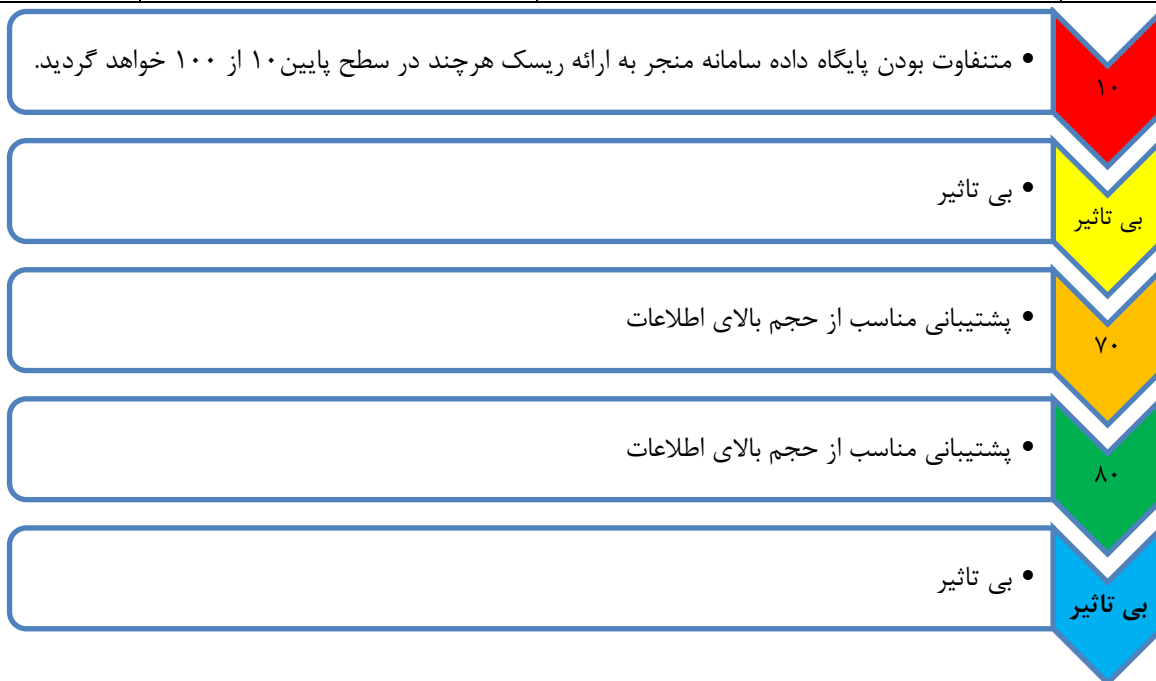 ۱۰
• متنفاوت بودن پایگاه داده سامانه منجر به ارائه ریسک هرچند در سطح پایین۱۰ از ۱۰۰ خواهد گردید.
بی تاثیر
• بی تاثیر
۷۰
• پشتیبانی مناسب از حجم بالای اطلاعات
۸۰
• پشتیبانی مناسب از حجم بالای اطلاعات
بی تاثیر
• بی تاثیر